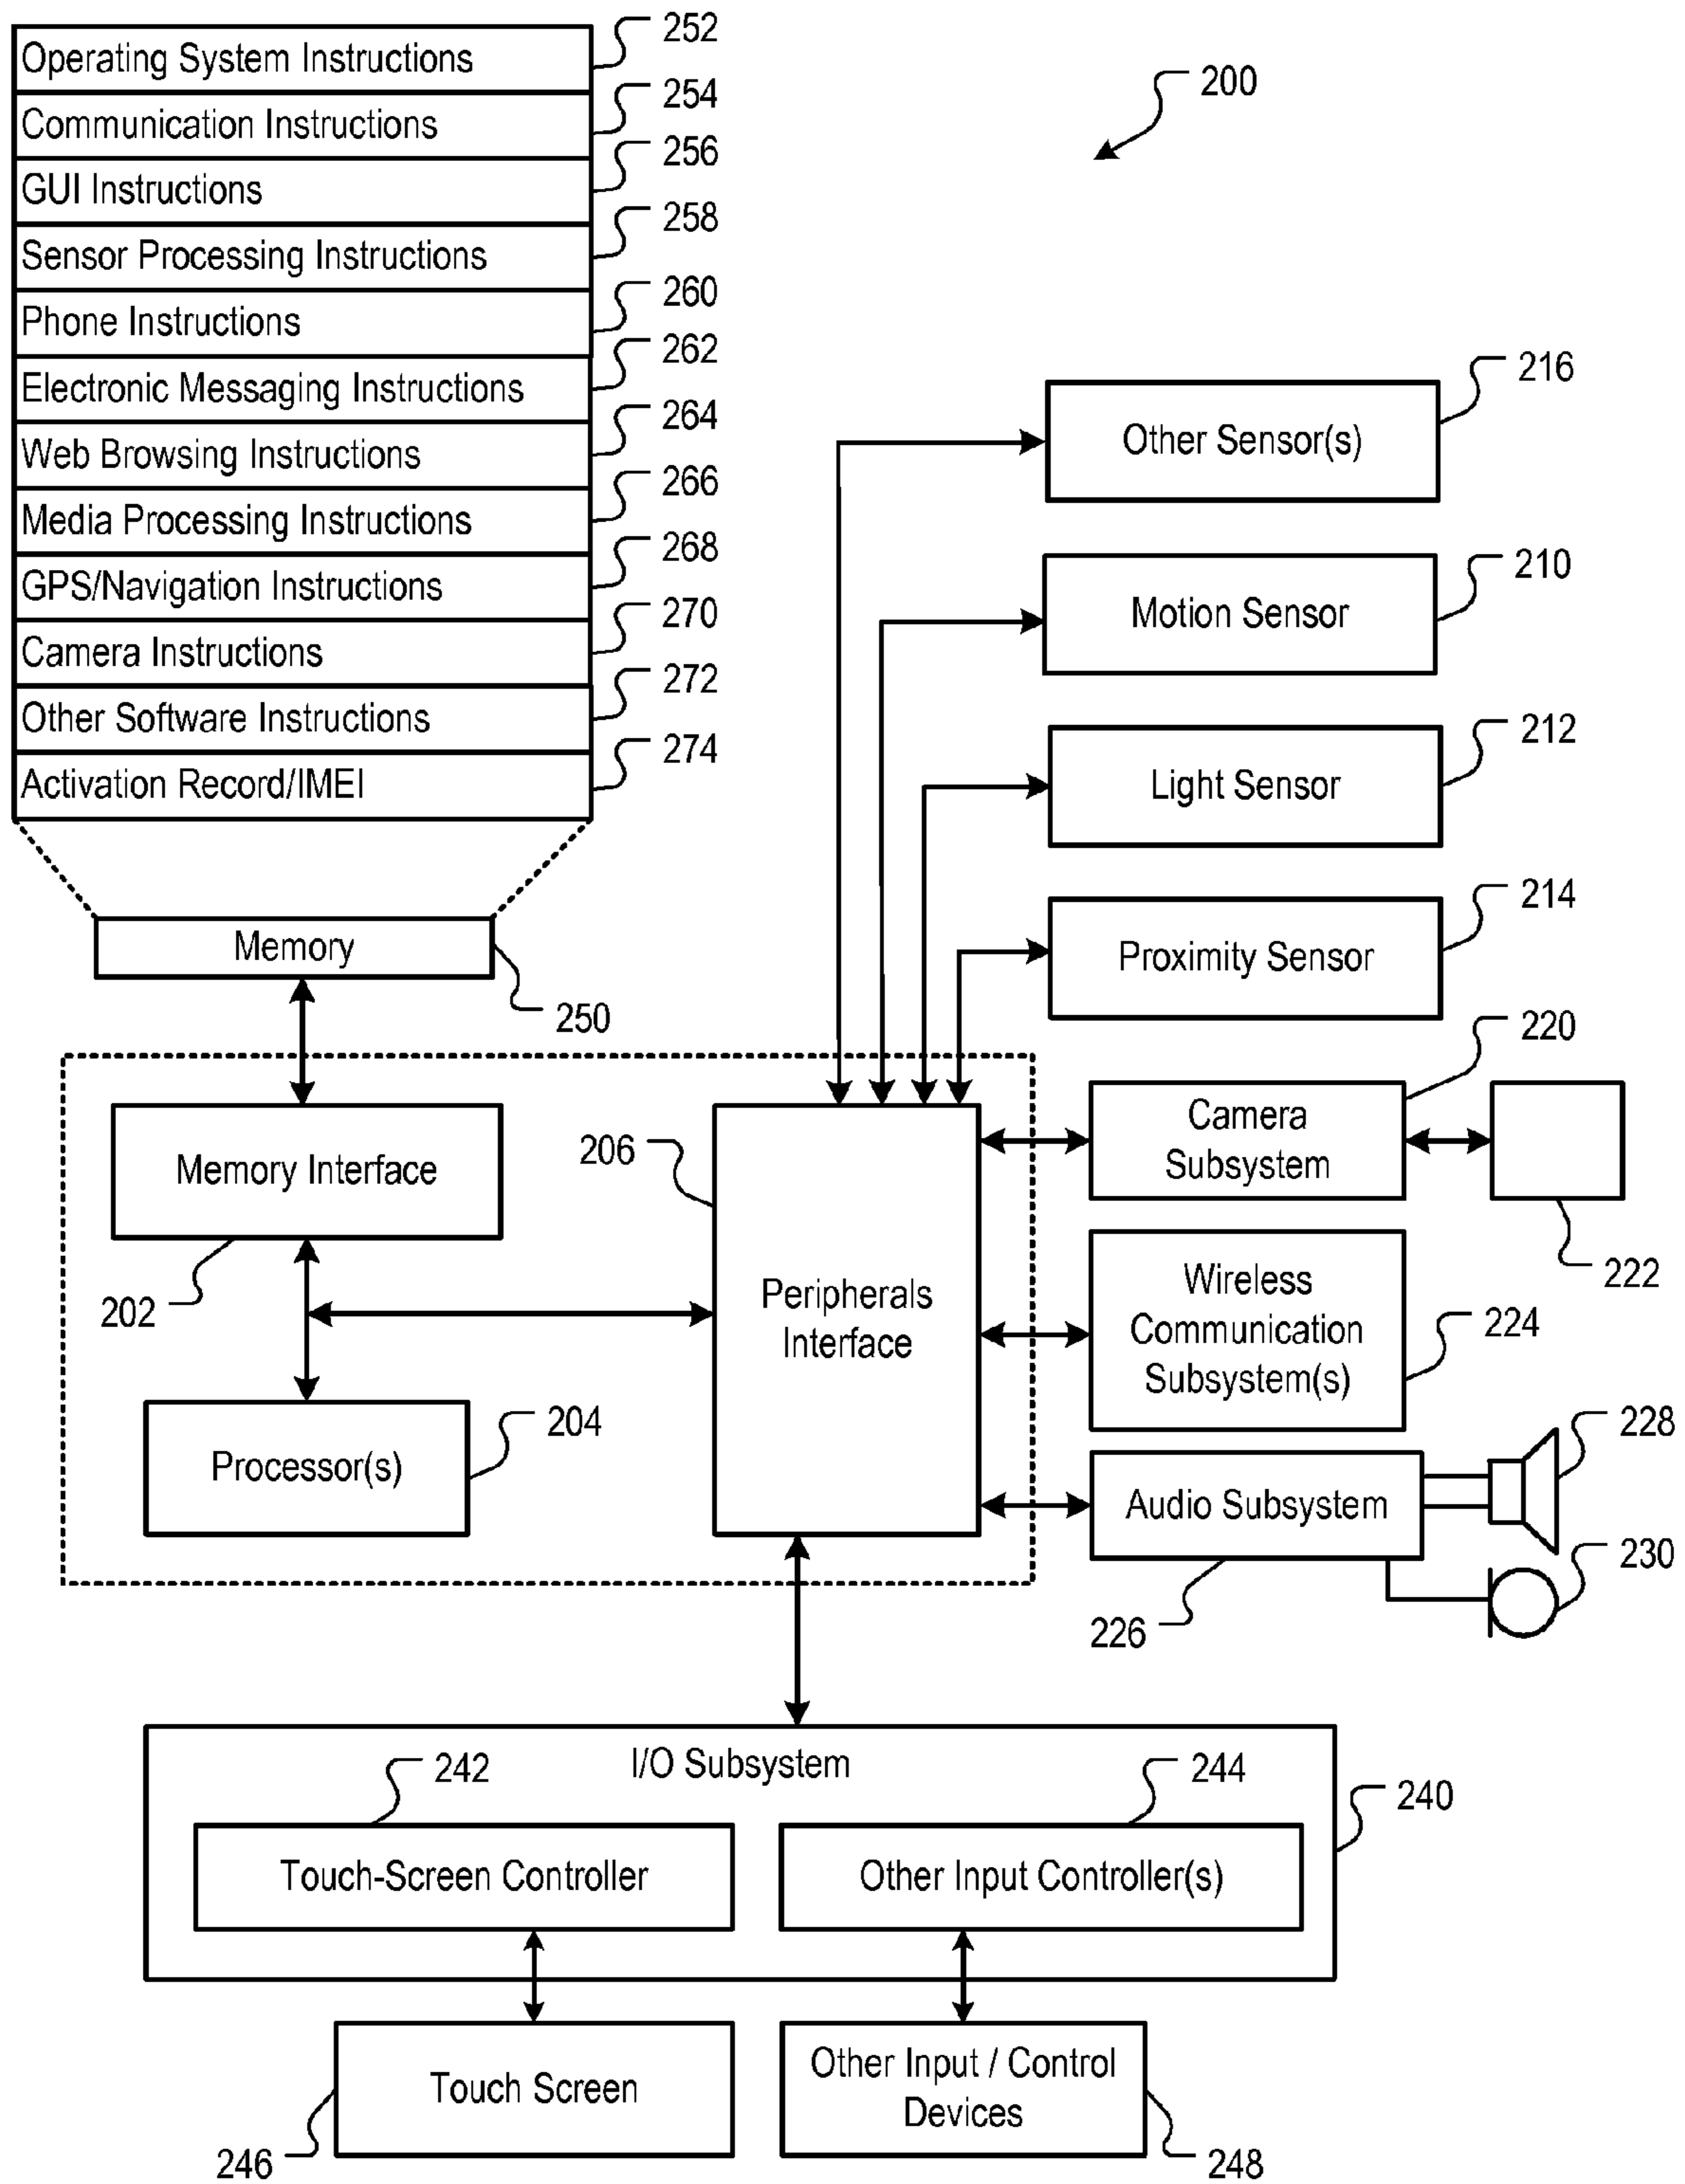 Operating System Instructions
252
Communication Instructions
254
GUI Instructions
256
Sensor Processing Instructions
258
Phone Instructions
260
Electronic Messaging Instructions
262
Web Browsing Instructions
264
Media Processing Instructions
266
GPS/Navigation Instructions
268
Camera Instructions
270
Other Software Instructions
272
Activation Record/IMEI
274
200
Other Sensor(s)
216
Motion Sensor
210
Light Sensor
212
Proximity Sensor
214
Memory
250
Memory Interface
202
Processor(s)
204
206
Peripherals
Interface
Camera
Subsystem
220
222
Wireless
Communication
Subsystem(s)
224
Audio Subsystem
226
228
230
I/O Subsystem
240
242
Touch-Screen Controller
244
Other Input Controller(s)
Touch Screen
246
Other Input / Control
Devices
248